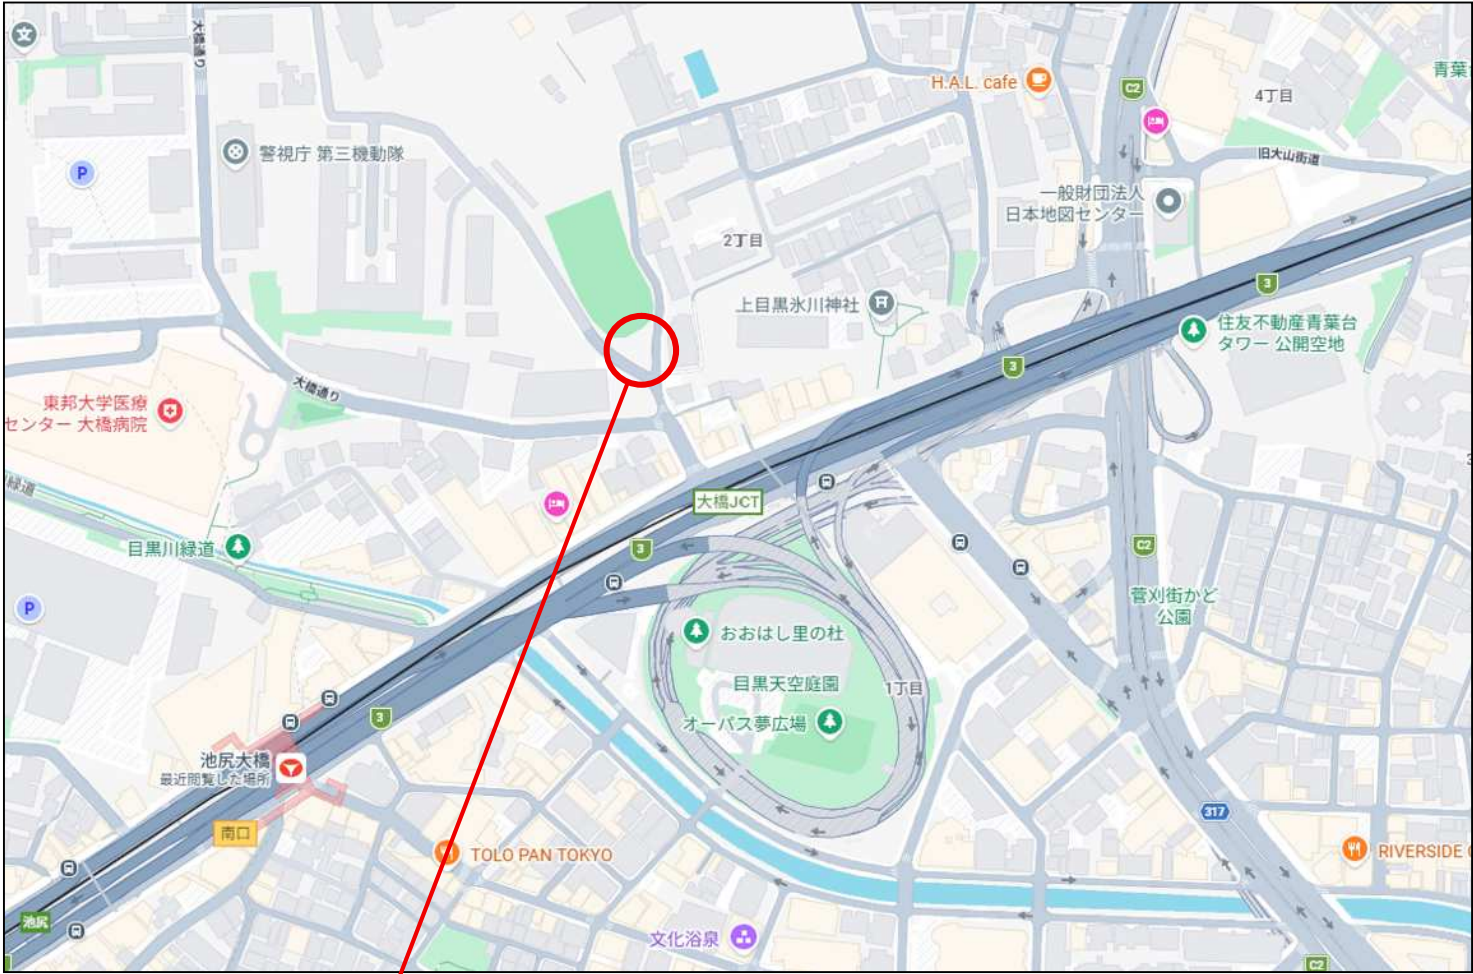 大橋通り
H.A.L. cafe
C2
4丁目
青葉
警視庁 第三機動隊
P
旧大山街道
一般財団法人
日本地図センター
2丁目
3
上目黒氷川神社
住友不動産青葉台
タワー 公開空地
3
大橋通り
東邦大学医療
センター 大橋病院
緑道
大橋JCT
目黒川緑道
3
C2
P
菅刈街かど
公園
おおはし里の杜
目黒天空庭園
1丁目
オーパス夢広場
3
池尻大橋
最近閲覧した場所
南口
317
TOLO PAN TOKYO
RIVERSIDE
池尻
文化浴泉
C2